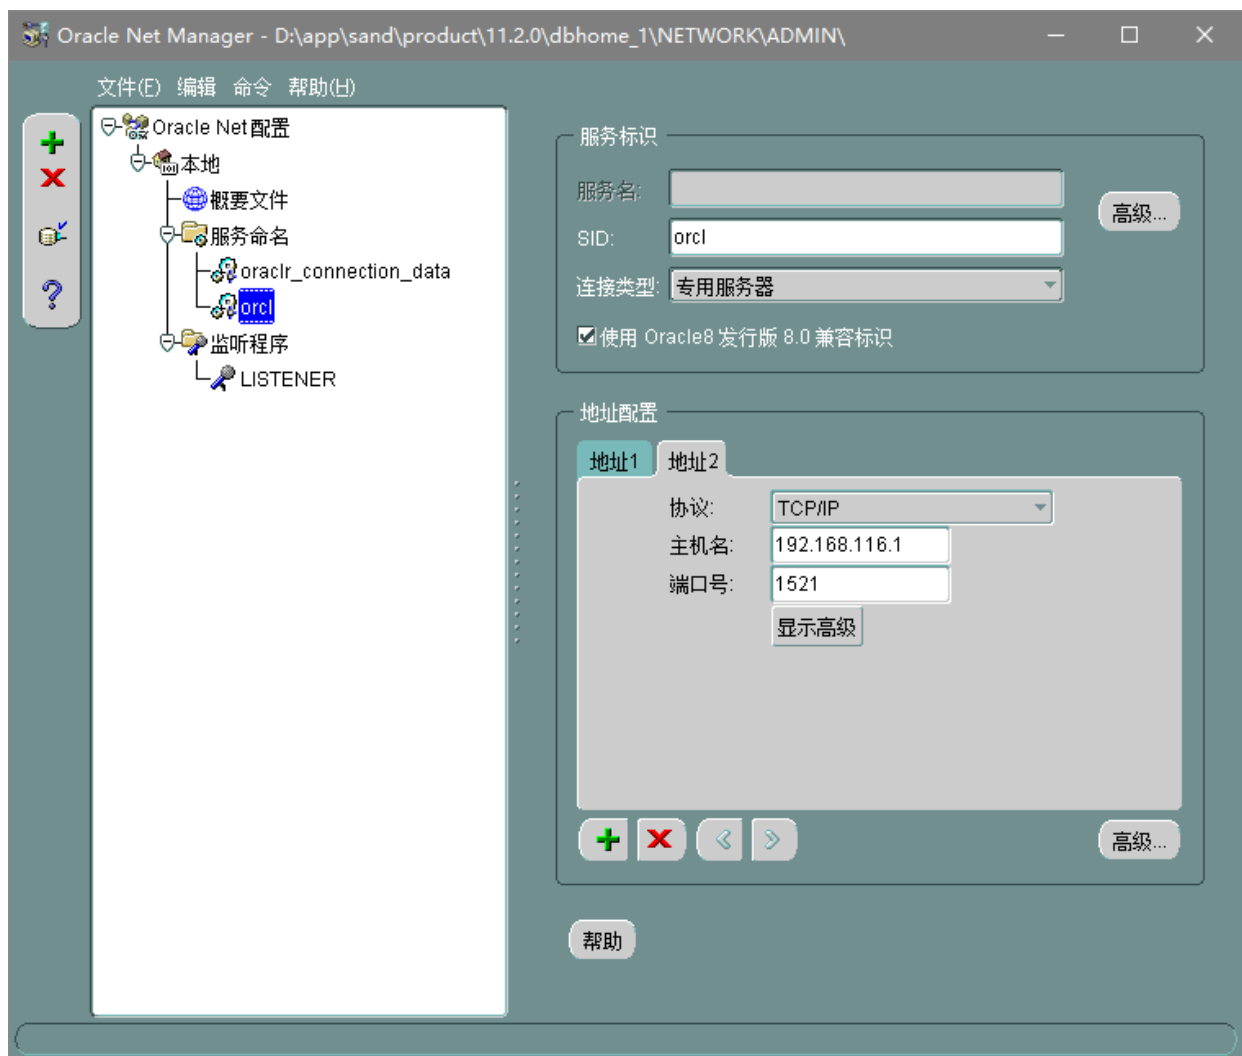 Oracle Net Manager - D:\app\sand\product\11.2.0\dbhome_1\NETWORK\ADMIN\
文件(F) 编辑 命令 帮助(H)
Oracle Net 配置
本地
概要文件
服务命名
oraclr_connection_data
orcl
监听程序
LISTENER
服务标识
服务名:
高级...
SID: orcl
连接类型: 专用服务器
使用 Oracle8 发行版 8.0 兼容标识
地址配置
地址1 地址2
协议: TCP/IP
主机名: 192.168.116.1
端口号: 1521
显示高级
高级...
帮助